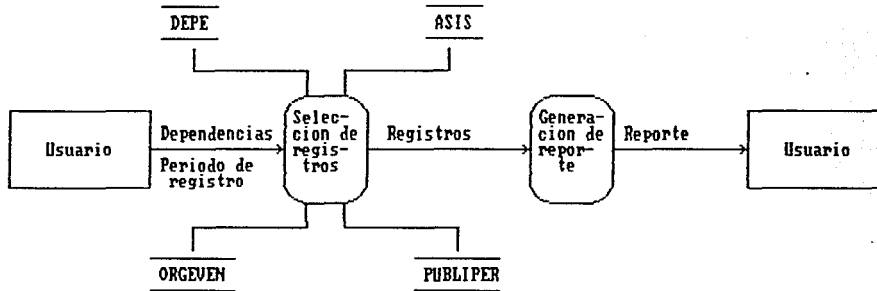 DEPE
ASIS
Usuario
Dependencias
Periodo de
registro
Selec-
cion de
regis-
tros
Registros
Genera-
cion de
repor-
te
Reporte
Usuario
ORGEVEN
PUBLIPER